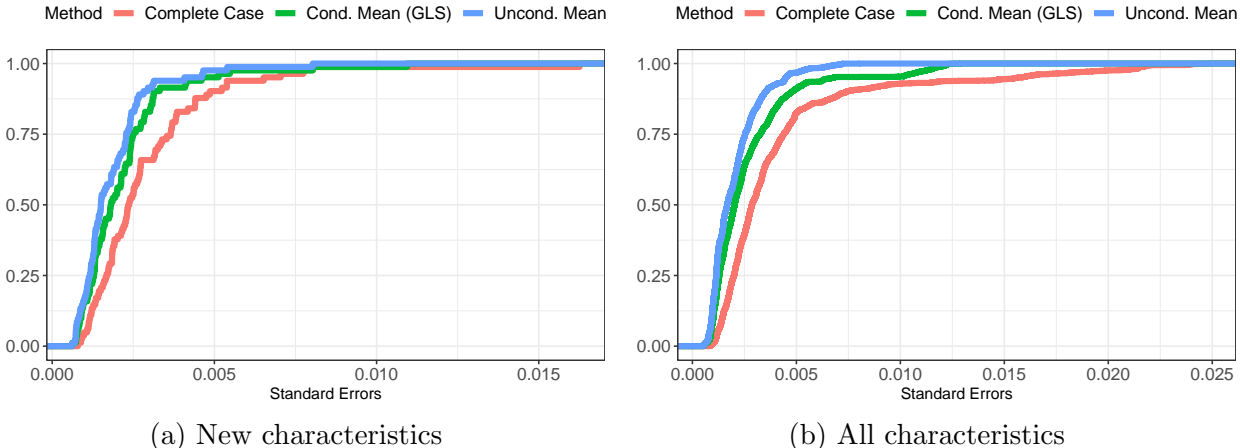 Method Complete Case Cond. Mean (GLS) Uncond. Mean
1.00
0.75
0.50
0.25
0.00
0.000 0.005 0.010 0.015
Standard Errors
(a) New characteristics
Method Complete Case Cond. Mean (GLS) Uncond. Mean
1.00
0.75
0.50
0.25
0.00
0.000 0.005 0.010 0.015 0.020 0.025
Standard Errors
(b) All characteristics